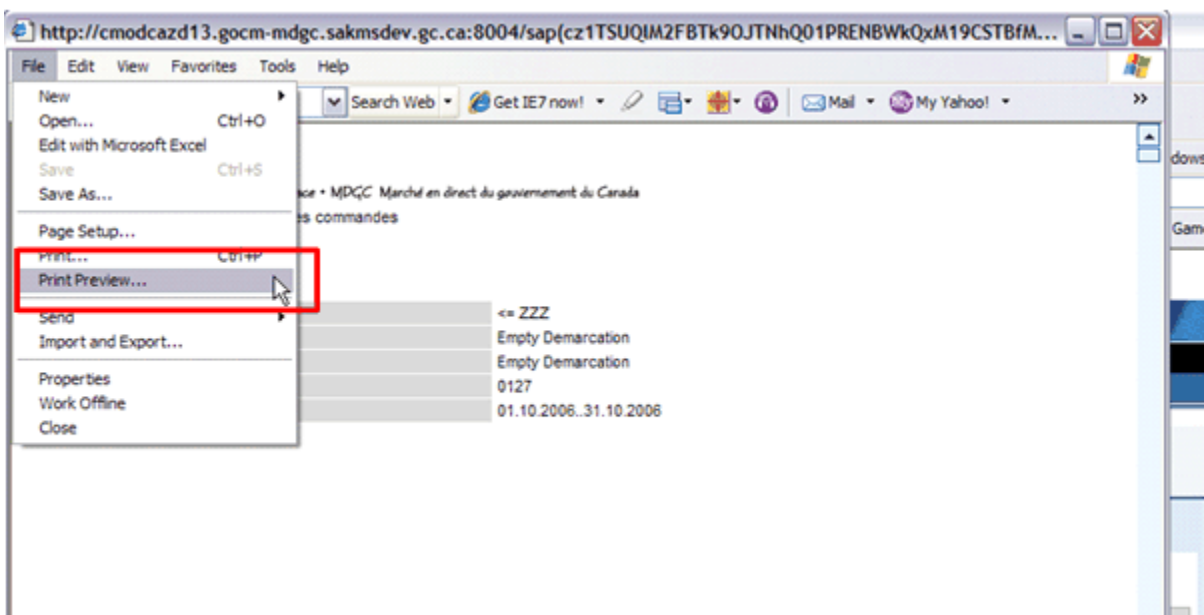 http://cmodcazd13.gocm-mdgc.sakmsdev.gc.ca:8004/sap(cz1TSUQlM2FBTk9OJTNhQ01PRENBWkQxM19CSTBfM...
File Edit View Favorites Tools Help
Search Web Get IE7 now! Mail My Yahoo! »
New
Open... Ctrl+O
Edit with Microsoft Excel
Save Ctrl+S
Save As...
Page Setup...
Print... Ctrl+P
Print Preview...
Send
Import and Export...
Properties
Work Offline
Close
MDGC Marché en direct du gouvernement du Canada
commandes
<= ZZZ
Empty Demarcation
Empty Demarcation
0127
01.10.2006..31.10.2006
dows
Gam